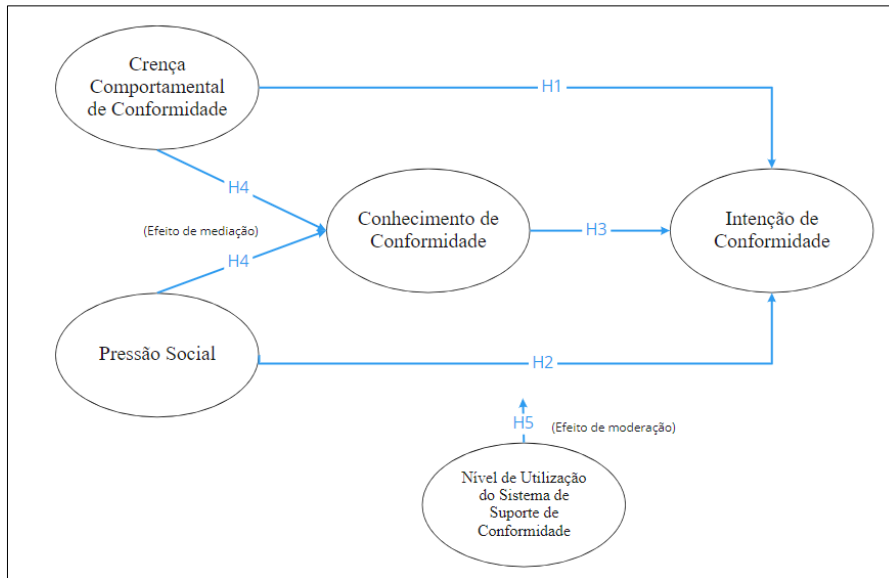 Crença
Comportamental
de Conformidade
H1
H4
(Efeito de mediação)
Conhecimento de
Conformidade
H3
Intenção de
Conformidade
H4
Pressão Social
H2
H5
(Efeito de moderação)
Nível de Utilização
do Sistema de
Suporte de
Conformidade